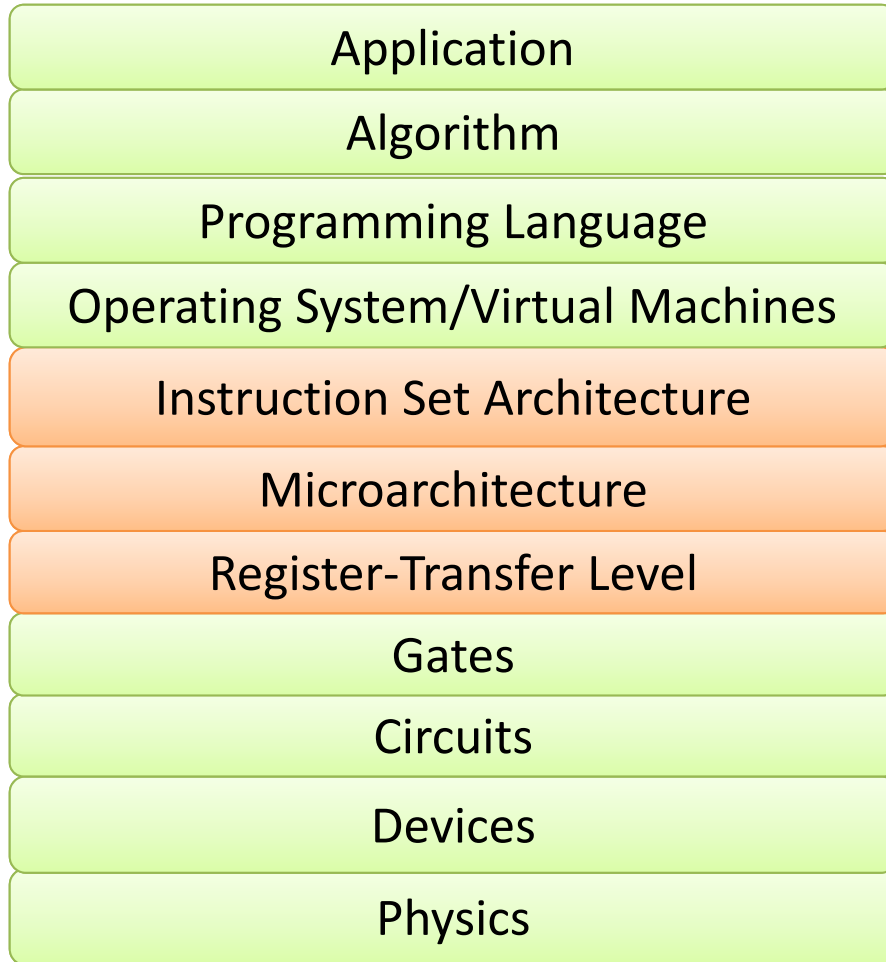 Application
Algorithm
Programming Language
Operating System/Virtual Machines
Instruction Set Architecture
Microarchitecture
Register-Transfer Level
Gates
Circuits
Devices
Physics